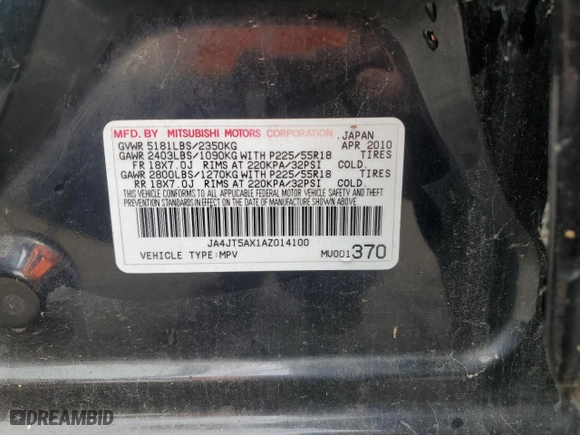 MFD. BY MITSUBISHI MOTORS CORPORATION .JAPAN
GVWR 5181LBS/2350KG APR 2010
GAWR 2403LBS/1090KG WITH P225/55R18 TIRES
FR 18X7.0J RIMS AT 220KPA/32PSI COLD.
GAWR 2800LBS/1270KG WITH P225/55R18 TIRES
RR 18X7.0J RIMS AT 220KPA/32PSI COLD.
THIS VEHICLE CONFORMS TO ALL APPLICABLE FEDERAL MOTOR VEHICLE SAFETY, BUMPER AND THEFT
PREVENTION STANDARDS IN EFFECT ON THE DATE OF MANUFACTURE SHOWN ABOVE.
JA4JT5AX1AZ014100
VEHICLE TYPE:MPV MU001370
DREAMBID